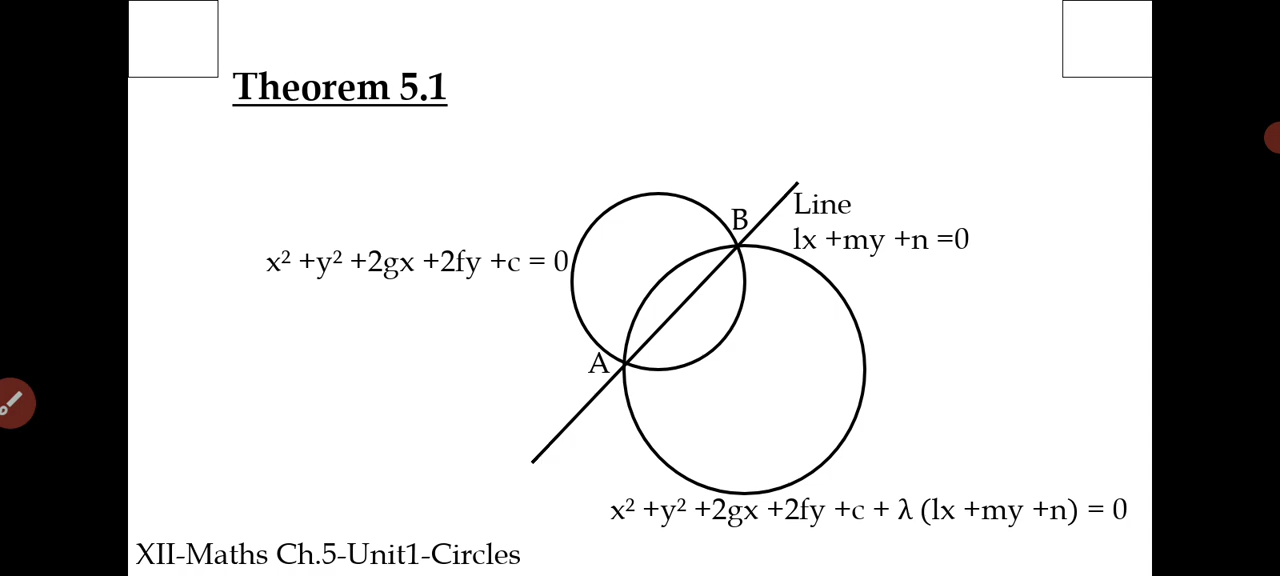 Theorem 5.1
B
Line
lx +my +n =0
x² +y² +2gx +2fy +c = 0
A
x² +y² +2gx +2fy +c + λ (lx +my +n) = 0
XII-Maths Ch.5-Unit1-Circles